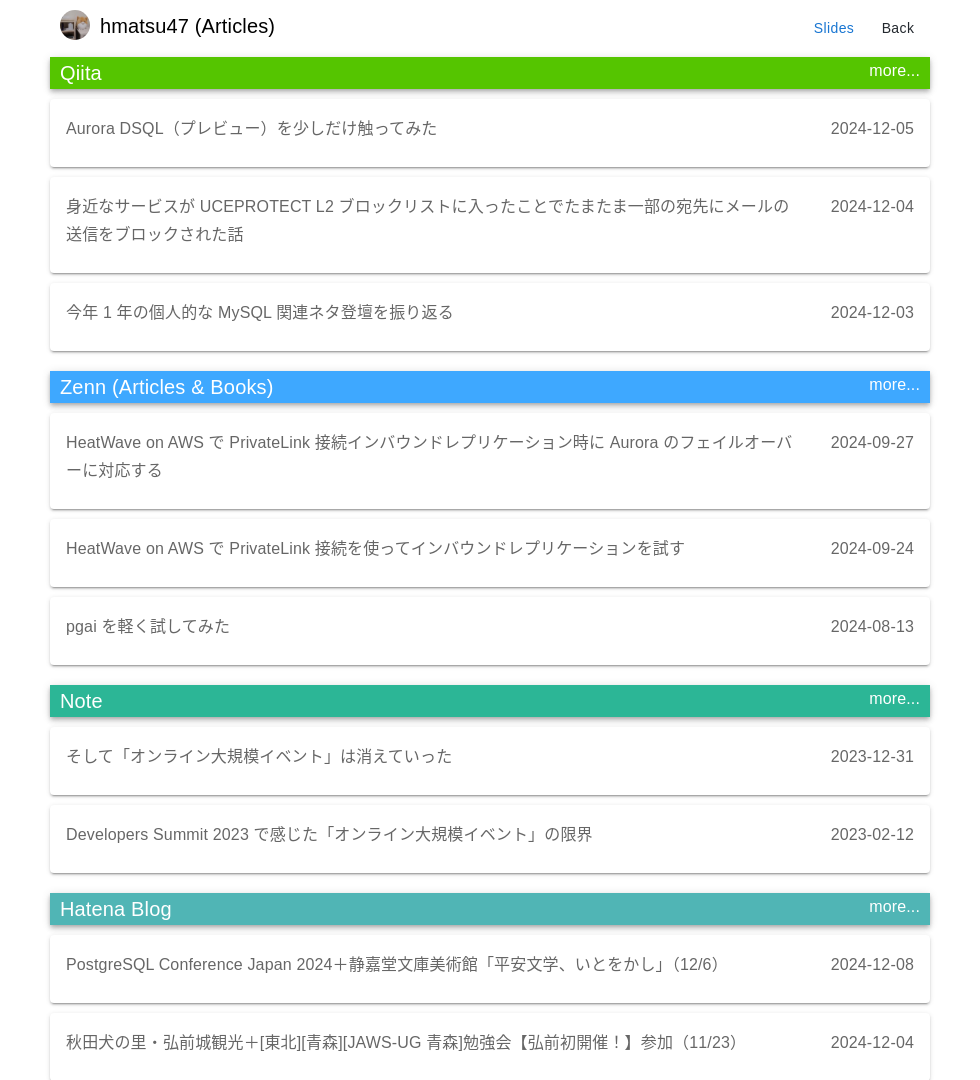 hmatsu47 (Articles)
Slides
Back
Qiita
more...
Aurora DSQL（プレビュー）を少しだけ触ってみた
2024-12-05
身近なサービスが UCEPROTECT L2 ブロックリストに入ったことでたまたま一部の宛先にメールの
送信をブロックされた話
2024-12-04
今年 1 年の個人的な MySQL 関連ネタ登壇を振り返る
2024-12-03
Zenn (Articles & Books)
more...
HeatWave on AWS で PrivateLink 接続インバウンドレプリケーション時に Aurora のフェイルオーバ
ーに対応する
2024-09-27
HeatWave on AWS で PrivateLink 接続を使ってインバウンドレプリケーションを試す
2024-09-24
pgai を軽く試してみた
2024-08-13
Note
more...
そして「オンライン大規模イベント」は消えていった
2023-12-31
Developers Summit 2023 で感じた「オンライン大規模イベント」の限界
2023-02-12
Hatena Blog
more...
PostgreSQL Conference Japan 2024＋静嘉堂文庫美術館「平安文学、いとをかし」（12/6）
2024-12-08
秋田犬の里・弘前城観光＋[東北][青森][JAWS-UG 青森]勉強会【弘前初開催！】参加（11/23）
2024-12-04